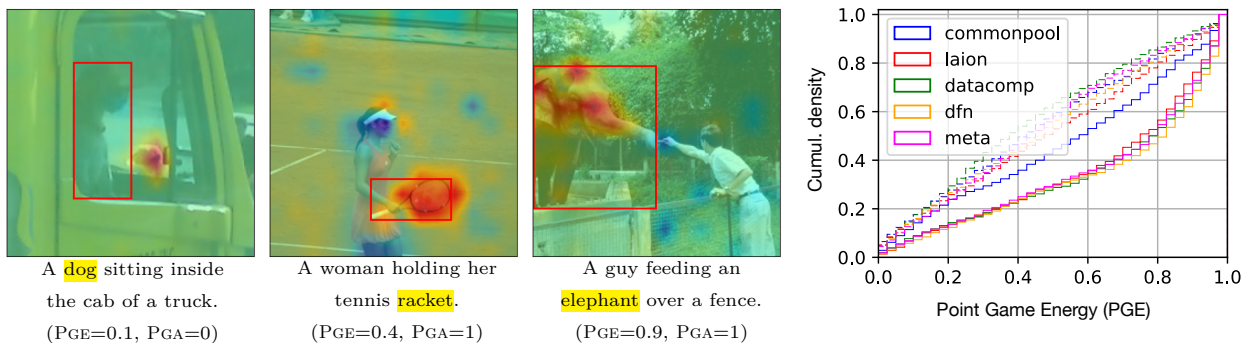 A dog sitting inside
the cab of a truck.
(PGE=0.1, PGA=0)
A woman holding her
tennis racket.
(PGE=0.4, PGA=1)
A guy feeding an
elephant over a fence.
(PGE=0.9, PGA=1)
1.0
0.8
0.6
0.4
0.2
0.0
Cumul. density
commonpool
laion
datacomp
dfn
meta
0.0 0.2 0.4 0.6 0.8 1.0
Point Game Energy (PGE)